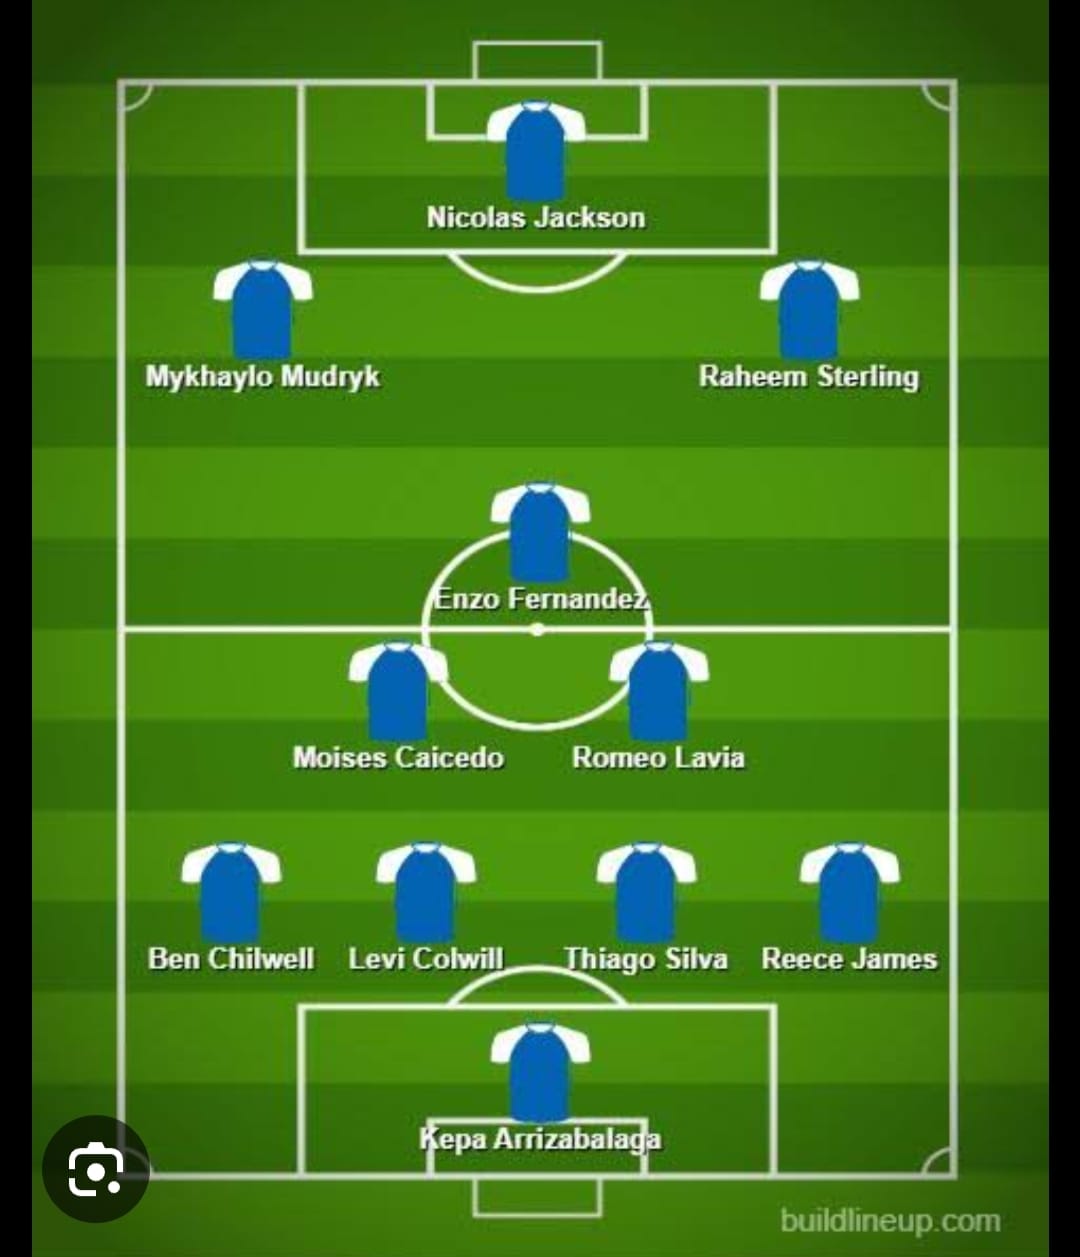 Nicolas Jackson
Mykhaylo Mudryk
Raheem Sterling
Enzo Fernandez
Moises Caicedo
Romeo Lavia
Ben Chilwell
Levi Colwill
Thiago Silva
Reece James
Kepa Arrizabalaga
buildlineup.com